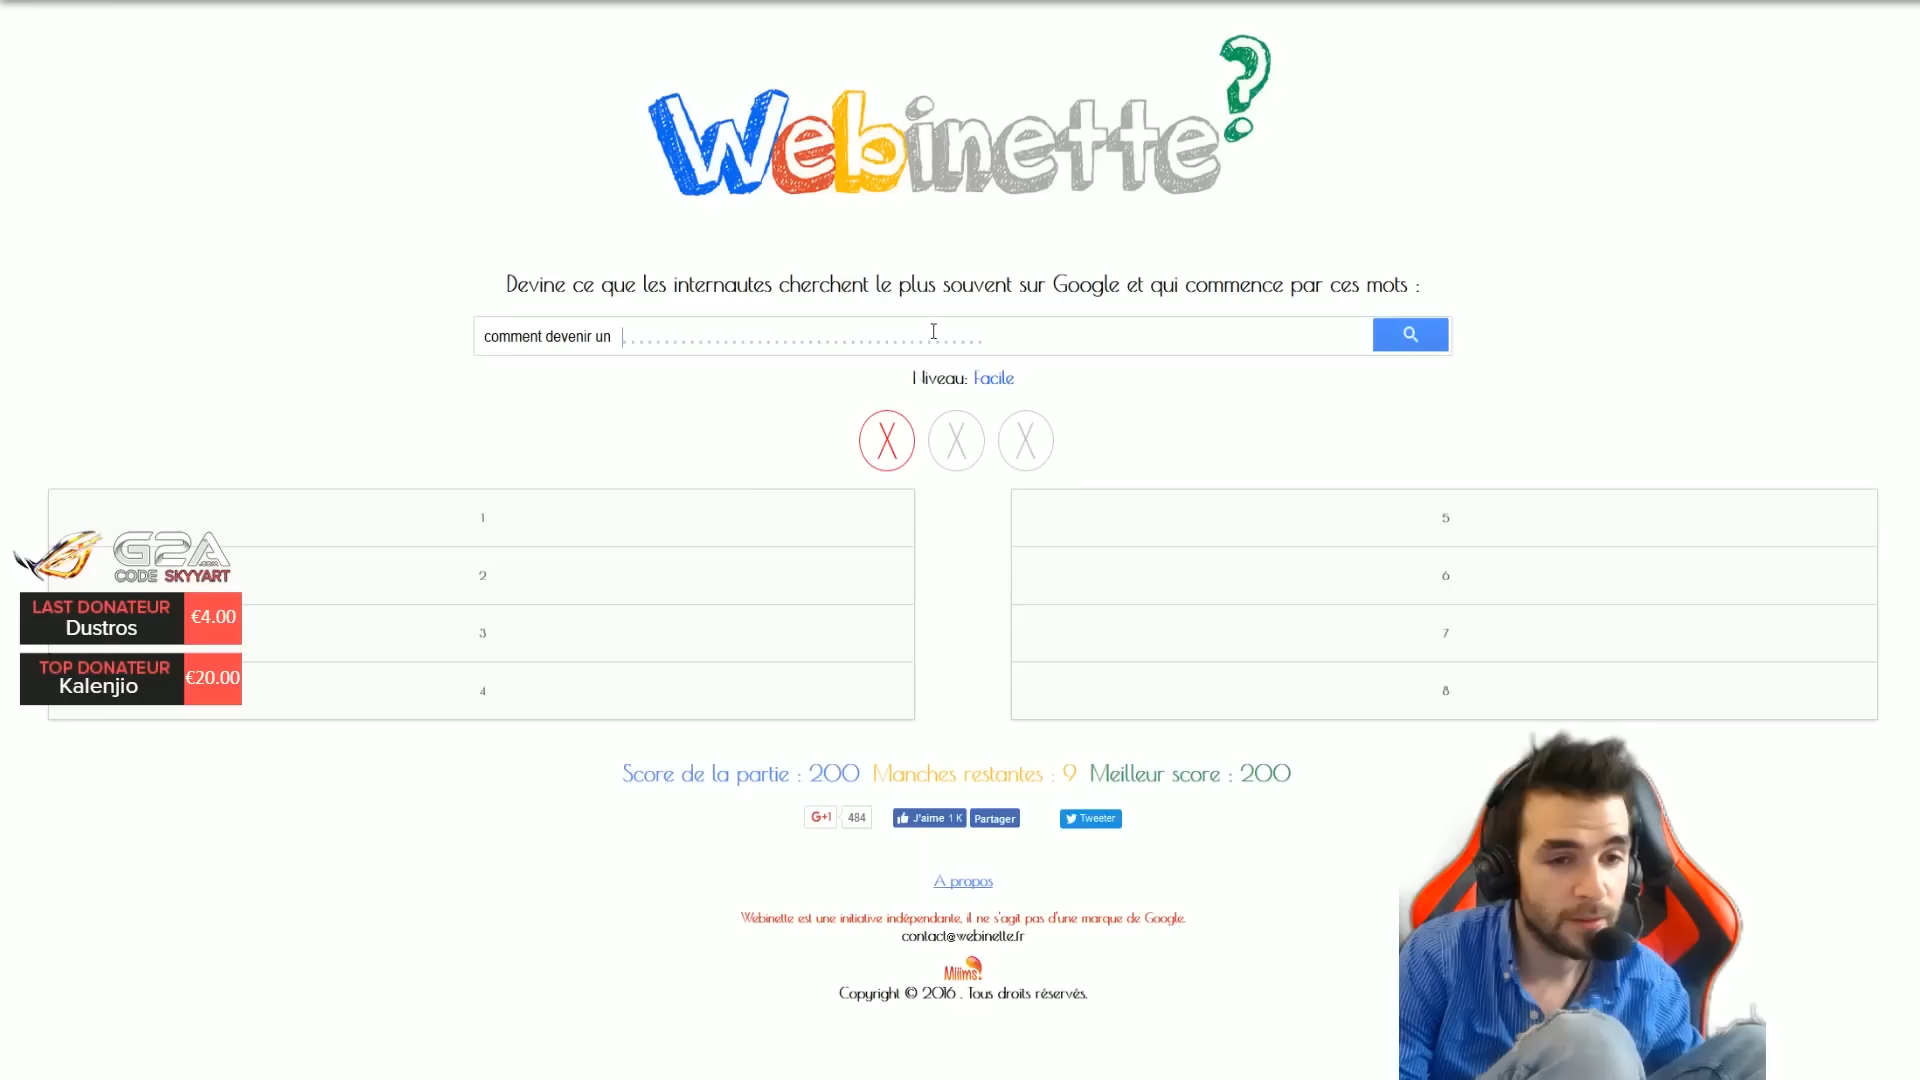 Webinette?
Devine ce que les internautes cherchent le plus souvent sur Google et qui commence par ces mots :
comment devenir un
Niveau: Facile
X X X
1
2
3
4
5
6
7
8
G2A.COM
CODE SKYYART
LAST DONATEUR
Dustros
€4.00
TOP DONATEUR
Kalenjio
€20.00
Score de la partie : 200 Manches restantes : 9 Meilleur score : 200
G+1 484 J'aime 1 K Partager Tweeter
A propos
Webinette est une initiative indépendante, il ne s'agit pas d'une marque de Google.
contact@webinette.fr
Miiims!
Copyright © 2016 . Tous droits réservés.